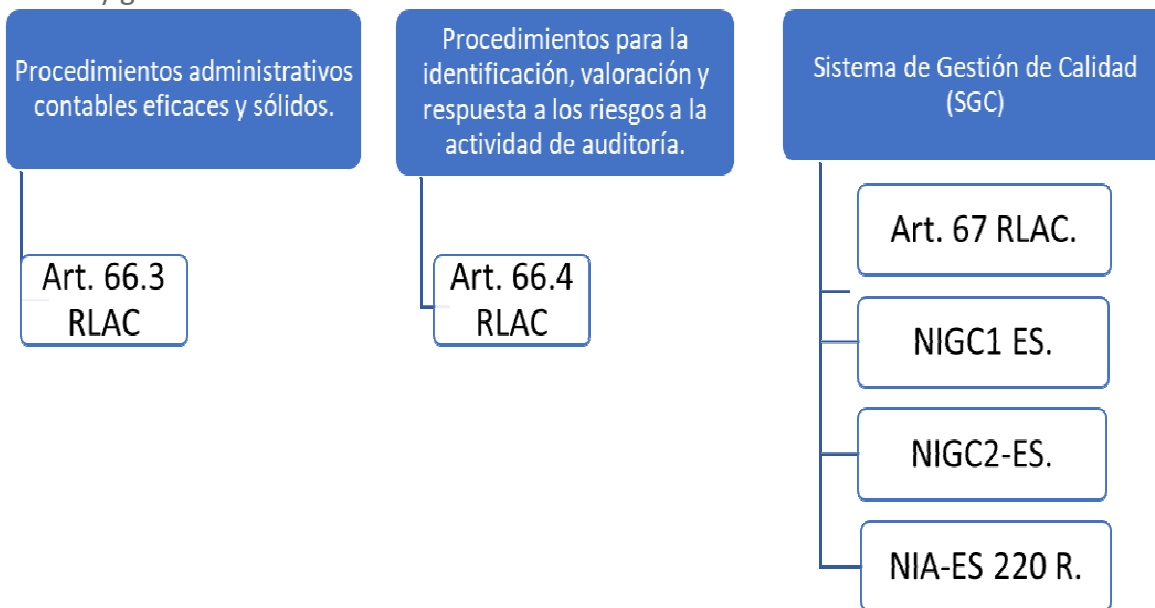 Procedimientos administrativos
contables eficaces y sólidos.
Art. 66.3
RLAC
Procedimientos para la
identificación, valoración y
respuesta a los riesgos a la
actividad de auditoría.
Art. 66.4
RLAC
Sistema de Gestión de Calidad
(SGC)
Art. 67 RLAC.
NIGC1 ES.
NIGC2-ES.
NIA-ES 220 R.